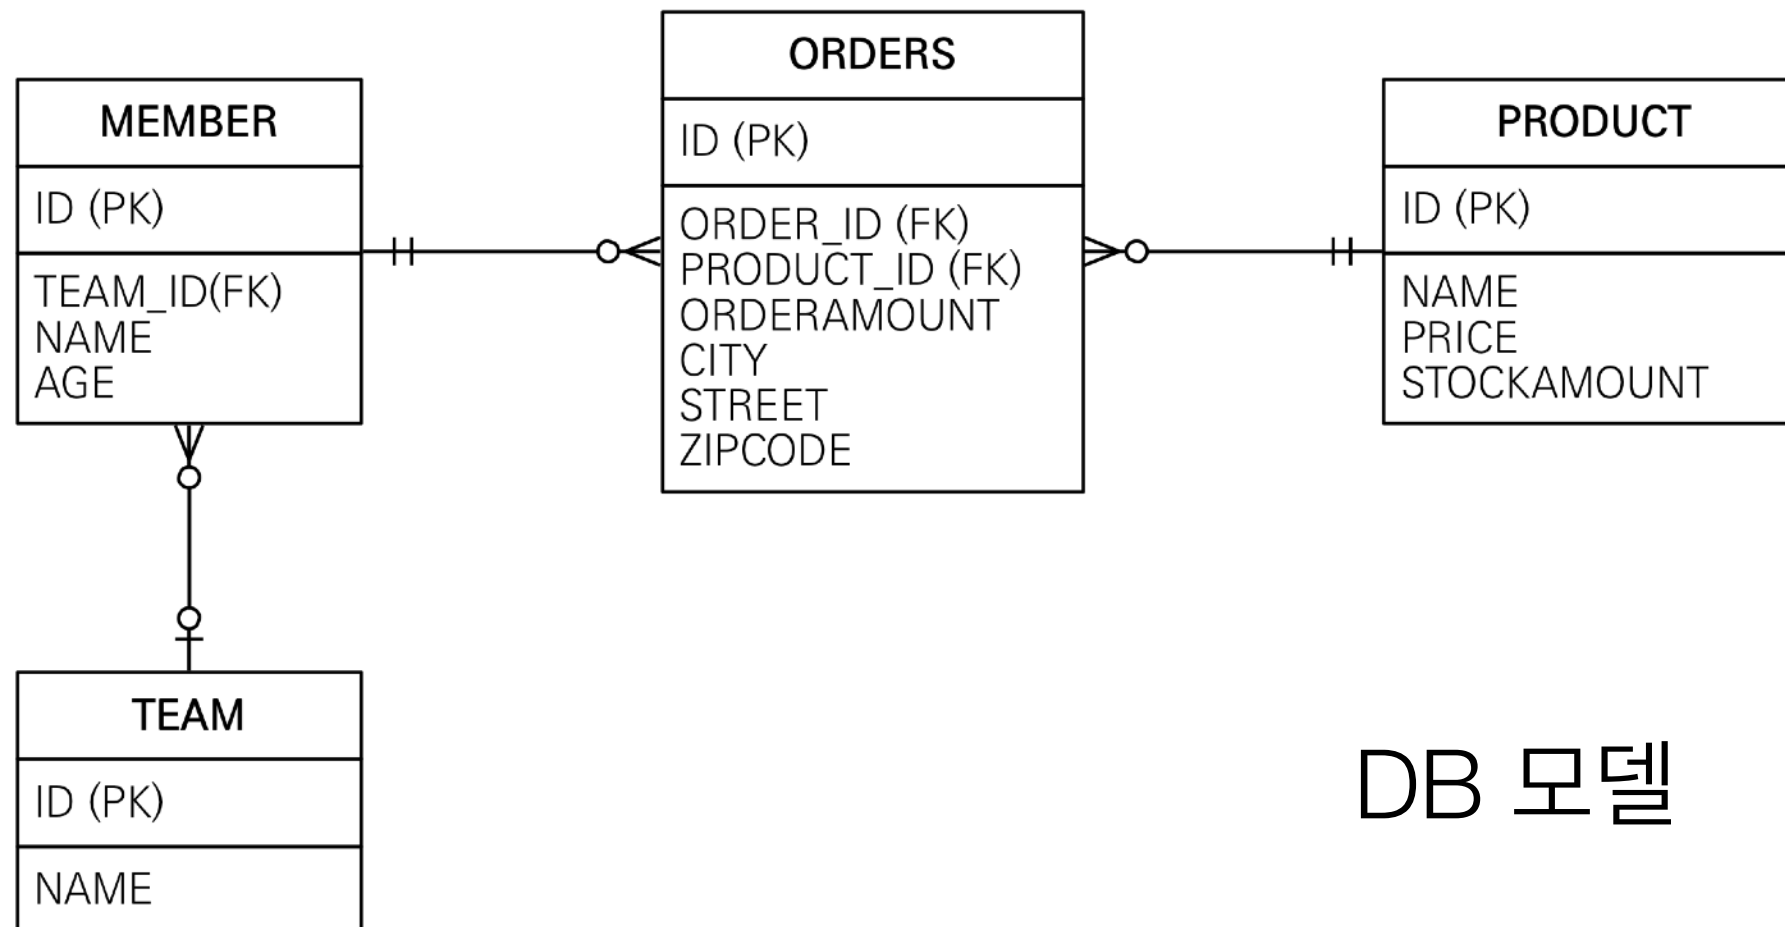 MEMBER
ID (PK)
TEAM_ID(FK)
NAME
AGE
ORDERS
ID (PK)
ORDER_ID (FK)
PRODUCT_ID (FK)
ORDERAMOUNT
CITY
STREET
ZIPCODE
PRODUCT
ID (PK)
NAME
PRICE
STOCKAMOUNT
TEAM
ID (PK)
NAME
DB 모델